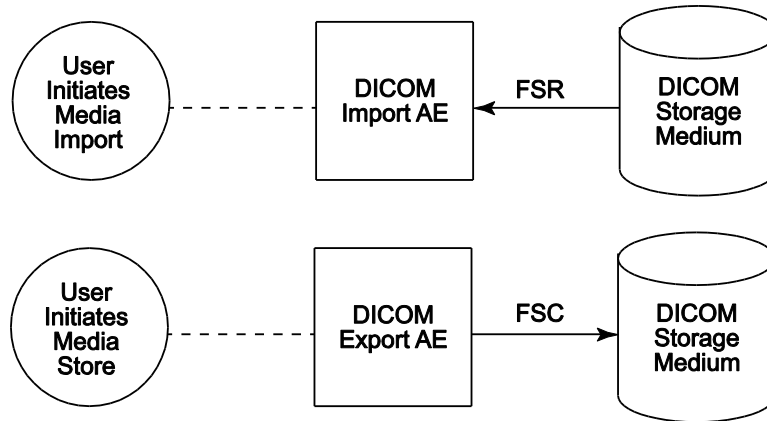 User
Initiates
Media
Import
DICOM
Import AE
FSR
DICOM
Storage
Medium
User
Initiates
Media
Store
DICOM
Export AE
FSC
DICOM
Storage
Medium